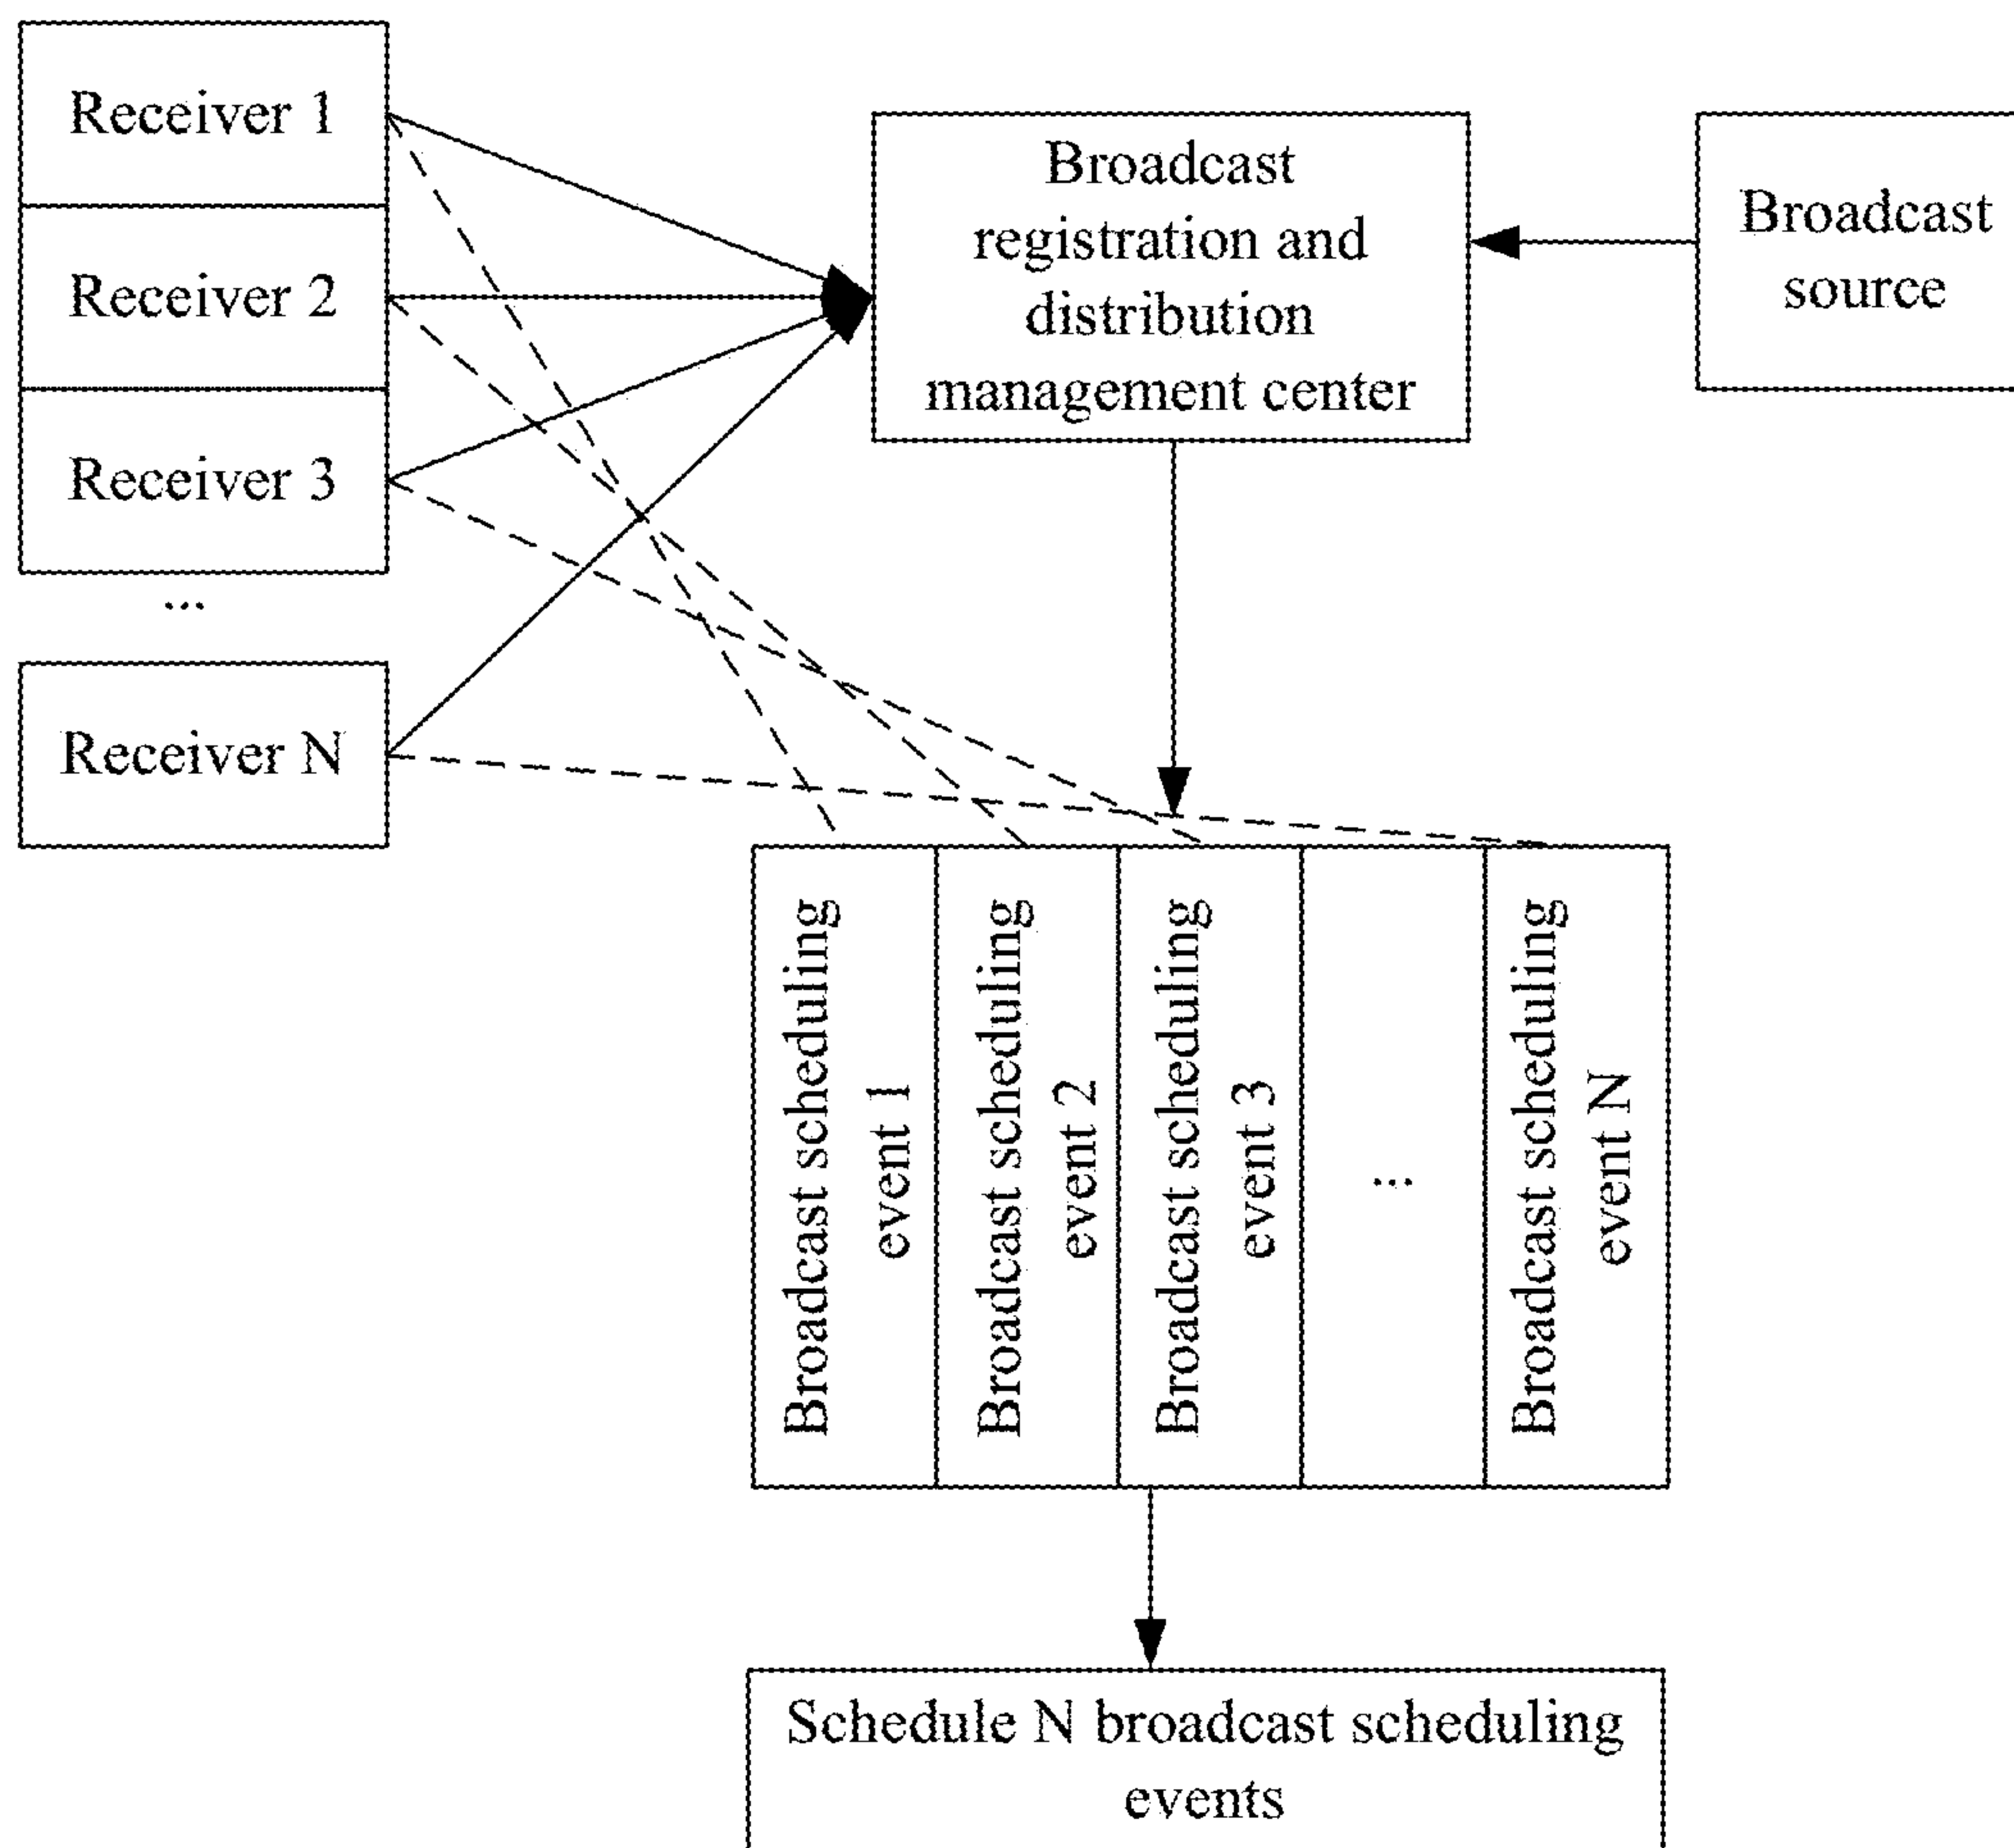 Receiver 1
Receiver 2
Receiver 3
...
Receiver N
Broadcast
registration and
distribution
management center
Broadcast
source
Broadcast scheduling
event 1
Broadcast scheduling
event 2
Broadcast scheduling
event 3
...
Broadcast scheduling
event N
Schedule N broadcast scheduling
events